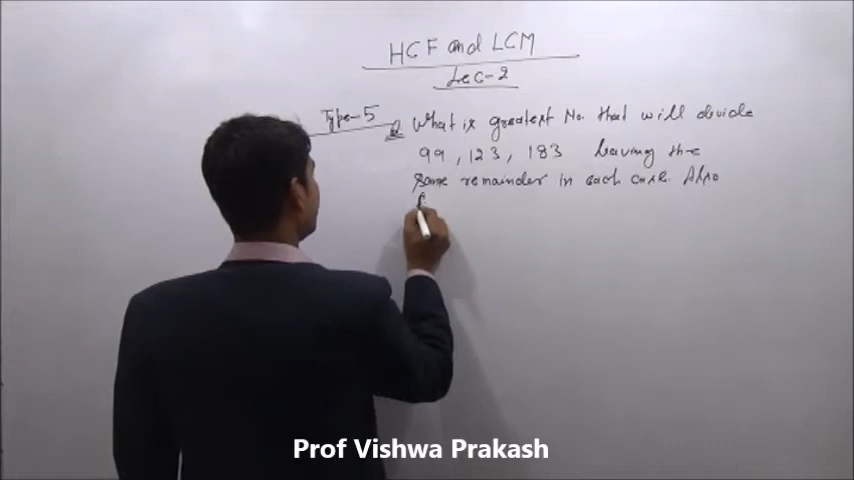 HCF and LCM
Lec-2
Type-5
Q What is greatest No. that will divide
99, 123, 183 leaving the
same remainder in each case. Also
f
Prof Vishwa Prakash